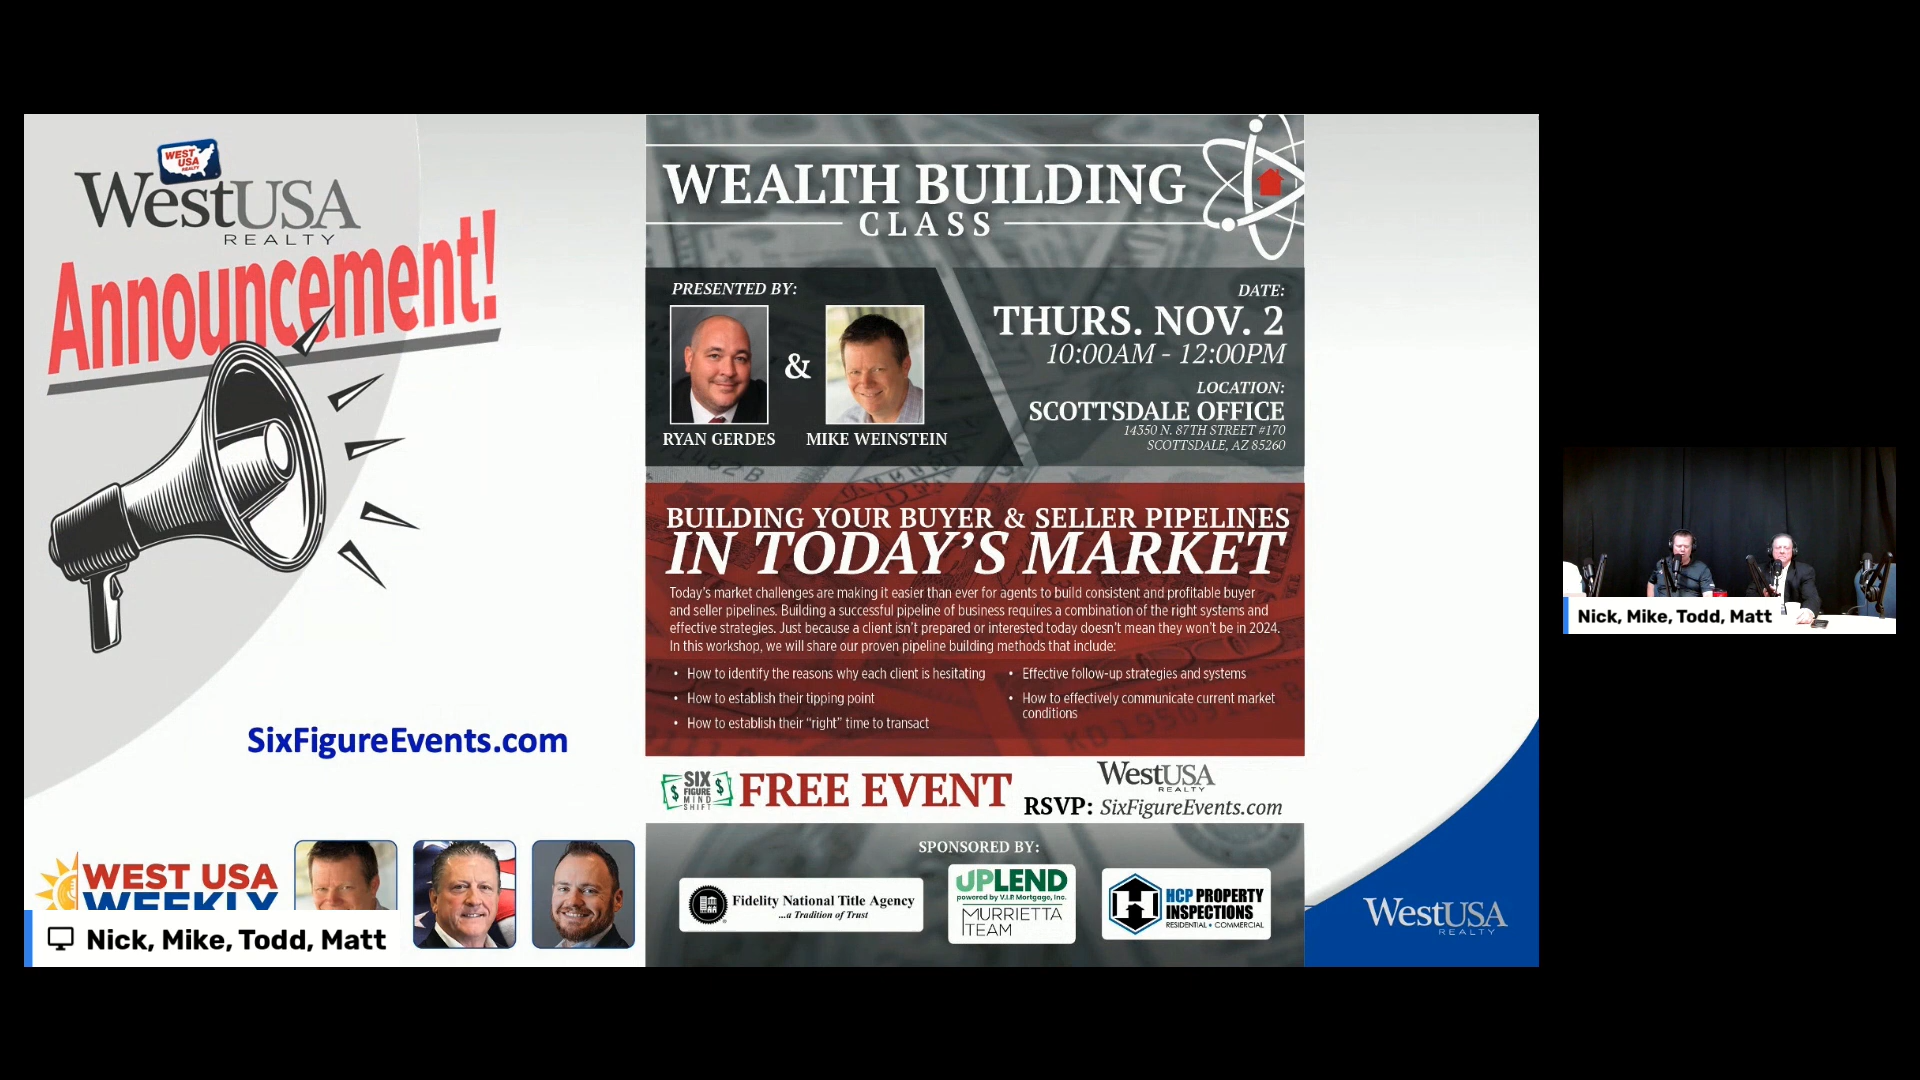 WEST
USA
REALTY
WestUSA
REALTY
Announcement!
SixFigureEvents.com
WEST USA
WEEKLY
Nick, Mike, Todd, Matt
WEALTH BUILDING
CLASS
PRESENTED BY:
&
RYAN GERDES
MIKE WEINSTEIN
DATE:
THURS. NOV. 2
10:00AM - 12:00PM
LOCATION:
SCOTTSDALE OFFICE
14350 N. 87TH STREET #170
SCOTTSDALE, AZ 85260
BUILDING YOUR BUYER & SELLER PIPELINES
IN TODAY'S MARKET
Today's market challenges are making it easier than ever for agents to build consistent and profitable buyer
and seller pipelines. Building a successful pipeline of business requires a combination of the right systems and
effective strategies. Just because a client isn't prepared or interested today doesn't mean they won't be in 2024.
In this workshop, we will share our proven pipeline building methods that include:
• How to identify the reasons why each client is hesitating
• How to establish their tipping point
• How to establish their "right" time to transact
• Effective follow-up strategies and systems
• How to effectively communicate current market
conditions
SIX
FIGURE
MIND
SHIFT
FREE EVENT
WestUSA
REALTY
RSVP: SixFigureEvents.com
SPONSORED BY:
Fidelity National Title Agency
...a Tradition of Trust
UPLEND
powered by V.I.P. Mortgage, Inc.
MURRIETTA
TEAM
HCP PROPERTY
INSPECTIONS
RESIDENTIAL • COMMERCIAL
WestUSA
REALTY
Nick, Mike, Todd, Matt